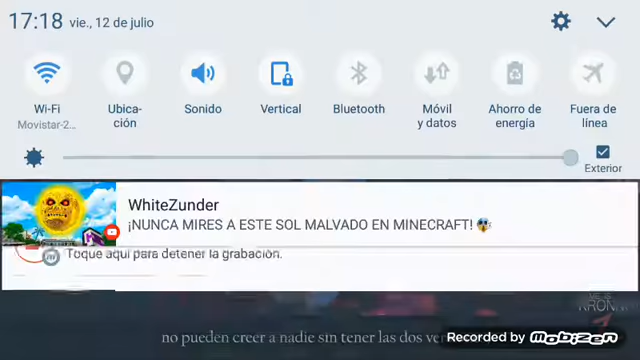 17:18 vie., 12 de julio
Wi-Fi
Movistar-2...
Ubica-
ción
Sonido
Vertical
Bluetooth
Móvil
y datos
Ahorro de
energía
Fuera de
línea
Exterior
WhiteZunder
¡NUNCA MIRES A ESTE SOL MALVADO EN MINECRAFT! 😱
Toque aquí para detener la grabación.
no pueden creer a nadie sin tener las dos
Recorded by mobizen